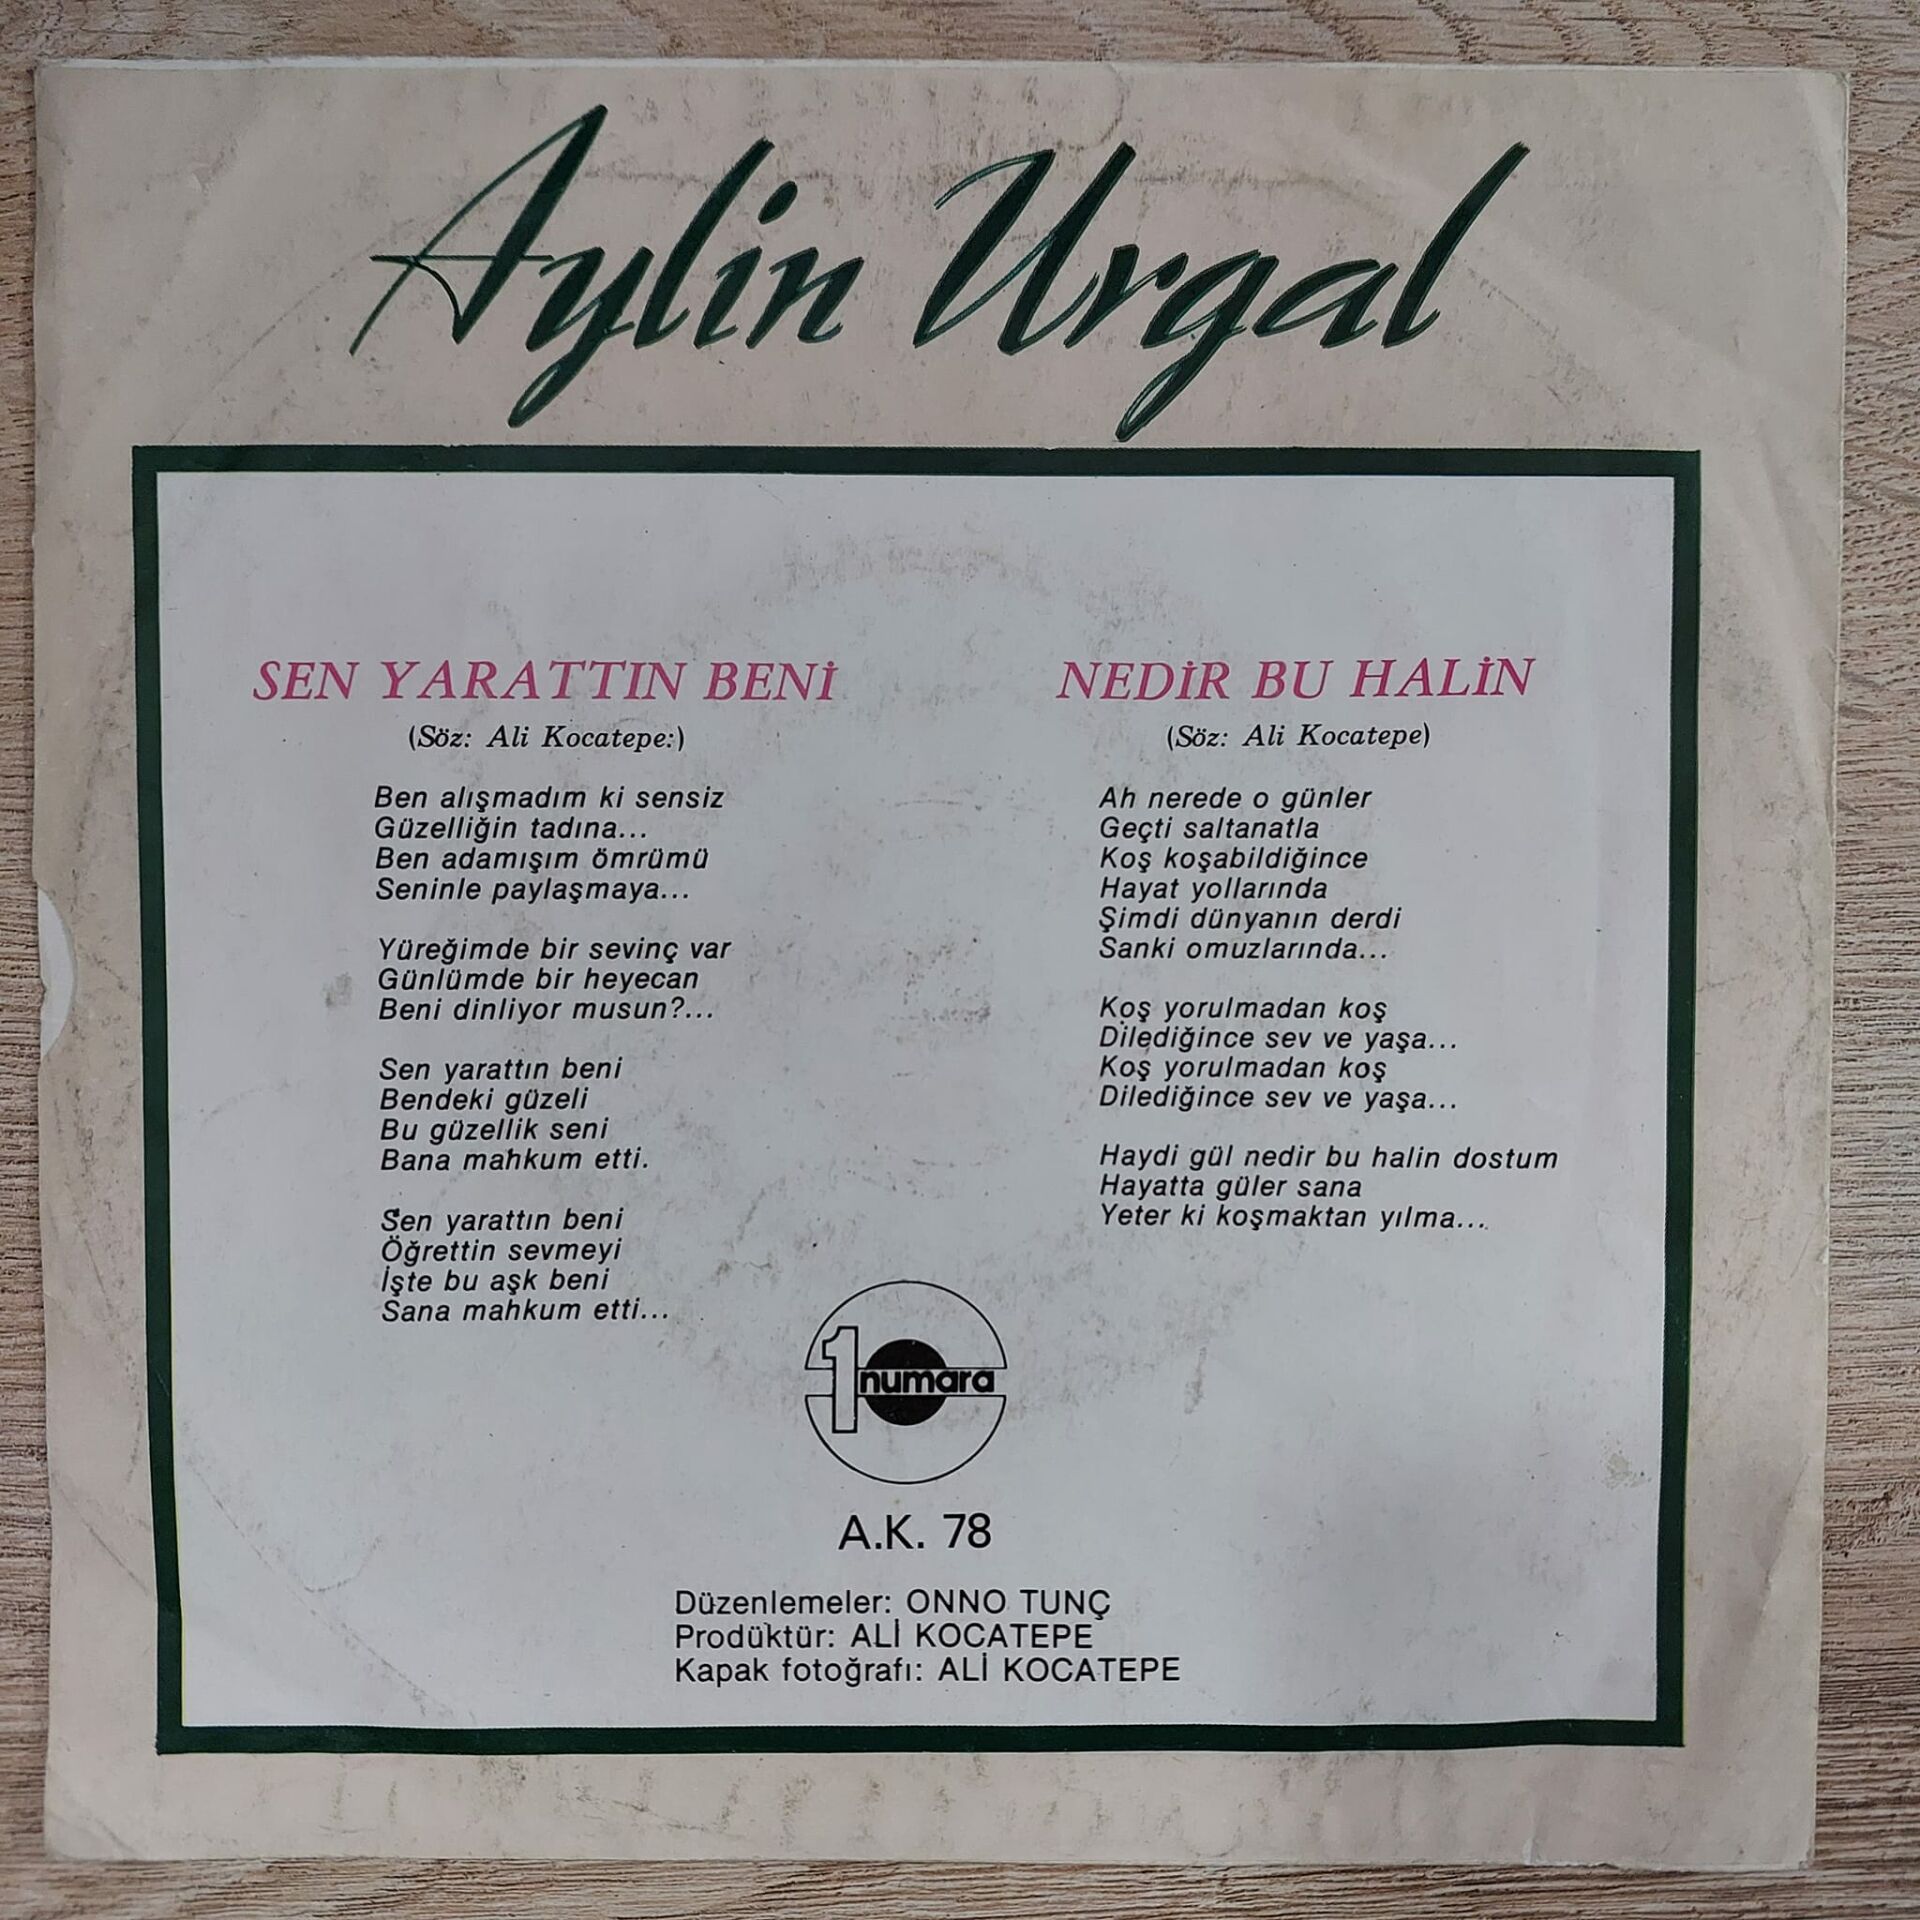 Aylin Urgal
SEN YARATTIN BENİ
(Söz: Ali Kocatepe:)
Ben alışmadım ki sensiz
Güzelliğin tadına...
Ben adamışım ömrümü
Seninle paylaşmaya...
Yüreğimde bir sevinç var
Günlümde bir heyecan
Beni dinliyor musun?...
Sen yarattın beni
Bendeki güzeli
Bu güzellik seni
Bana mahkum etti.
Sen yarattın beni
Öğrettin sevmeyi
İşte bu aşk beni
Sana mahkum etti...
NEDİR BU HALİN
(Söz: Ali Kocatepe)
Ah nerede o günler
Geçti saltanatla
Koş koşabildiğince
Hayat yollarında
Şimdi dünyanın derdi
Sanki omuzlarında...
Koş yorulmadan koş
Dilediğince sev ve yaşa...
Koş yorulmadan koş
Dilediğince sev ve yaşa...
Haydi gül nedir bu halin dostum
Hayatta güler sana
Yeter ki koşmaktan yılma...
1 numara
A.K. 78
Düzenlemeler: ONNO TUNÇ
Prodüktür: ALİ KOCATEPE
Kapak fotoğrafı: ALİ KOCATEPE